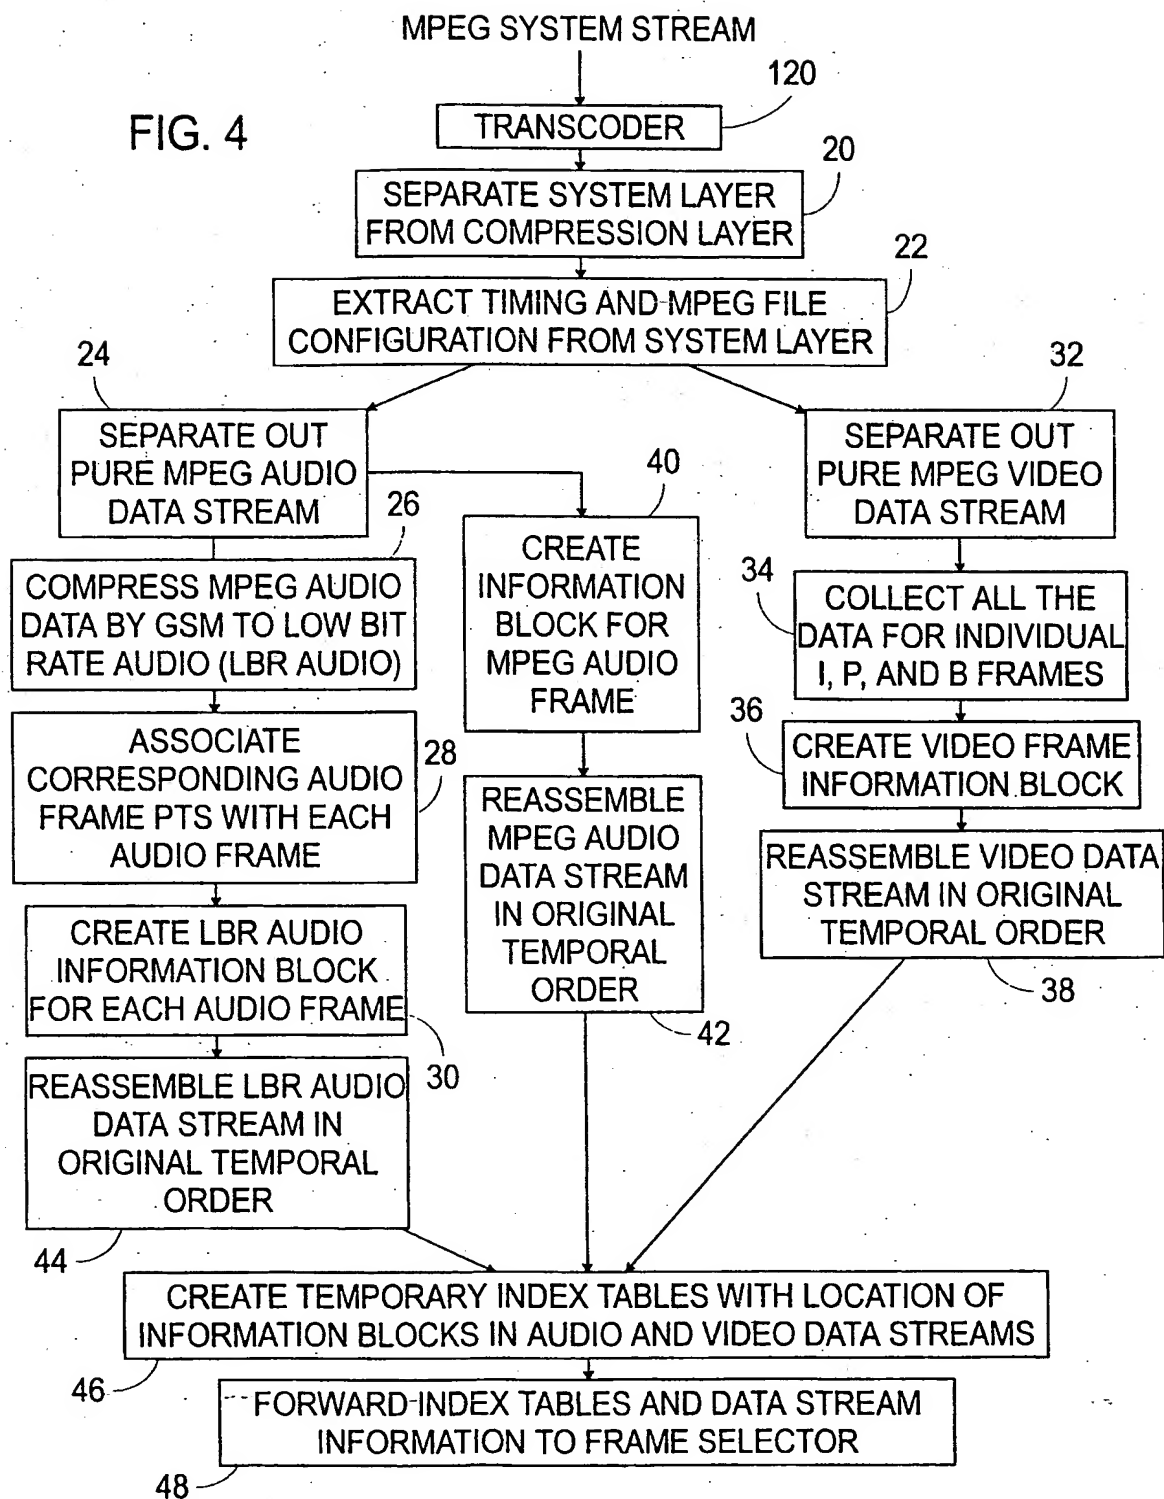 MPEG SYSTEM STREAM
120
FIG. 4
TRANSCODER
20
SEPARATE SYSTEM LAYER
FROM COMPRESSION LAYER
22
EXTRACT TIMING AND MPEG FILE
CONFIGURATION FROM SYSTEM LAYER
24
SEPARATE OUT
PURE MPEG AUDIO
DATA STREAM
26
COMPRESS MPEG AUDIO
DATA BY GSM TO LOW BIT
RATE AUDIO (LBR AUDIO)
ASSOCIATE
CORRESPONDING AUDIO
FRAME PTS WITH EACH
AUDIO FRAME
28
CREATE LBR AUDIO
INFORMATION BLOCK
FOR EACH AUDIO FRAME
30
REASSEMBLE LBR AUDIO
DATA STREAM IN
ORIGINAL TEMPORAL
ORDER
44
40
CREATE
INFORMATION
BLOCK FOR
MPEG AUDIO
FRAME
REASSEMBLE
MPEG AUDIO
DATA STREAM
IN ORIGINAL
TEMPORAL
ORDER
42
32
SEPARATE OUT
PURE MPEG VIDEO
DATA STREAM
34
COLLECT ALL THE
DATA FOR INDIVIDUAL
I, P, AND B FRAMES
36
CREATE VIDEO FRAME
INFORMATION BLOCK
REASSEMBLE VIDEO DATA
STREAM IN ORIGINAL
TEMPORAL ORDER
38
CREATE TEMPORARY INDEX TABLES WITH LOCATION OF
INFORMATION BLOCKS IN AUDIO AND VIDEO DATA STREAMS
46
FORWARD INDEX TABLES AND DATA STREAM
INFORMATION TO FRAME SELECTOR
48